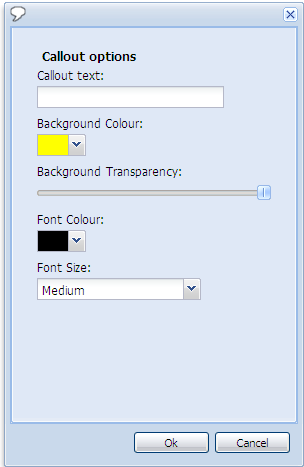 Callout options
Callout text:
Background Colour:
Background Transparency:
Font Colour:
Font Size:
Medium
Ok Cancel